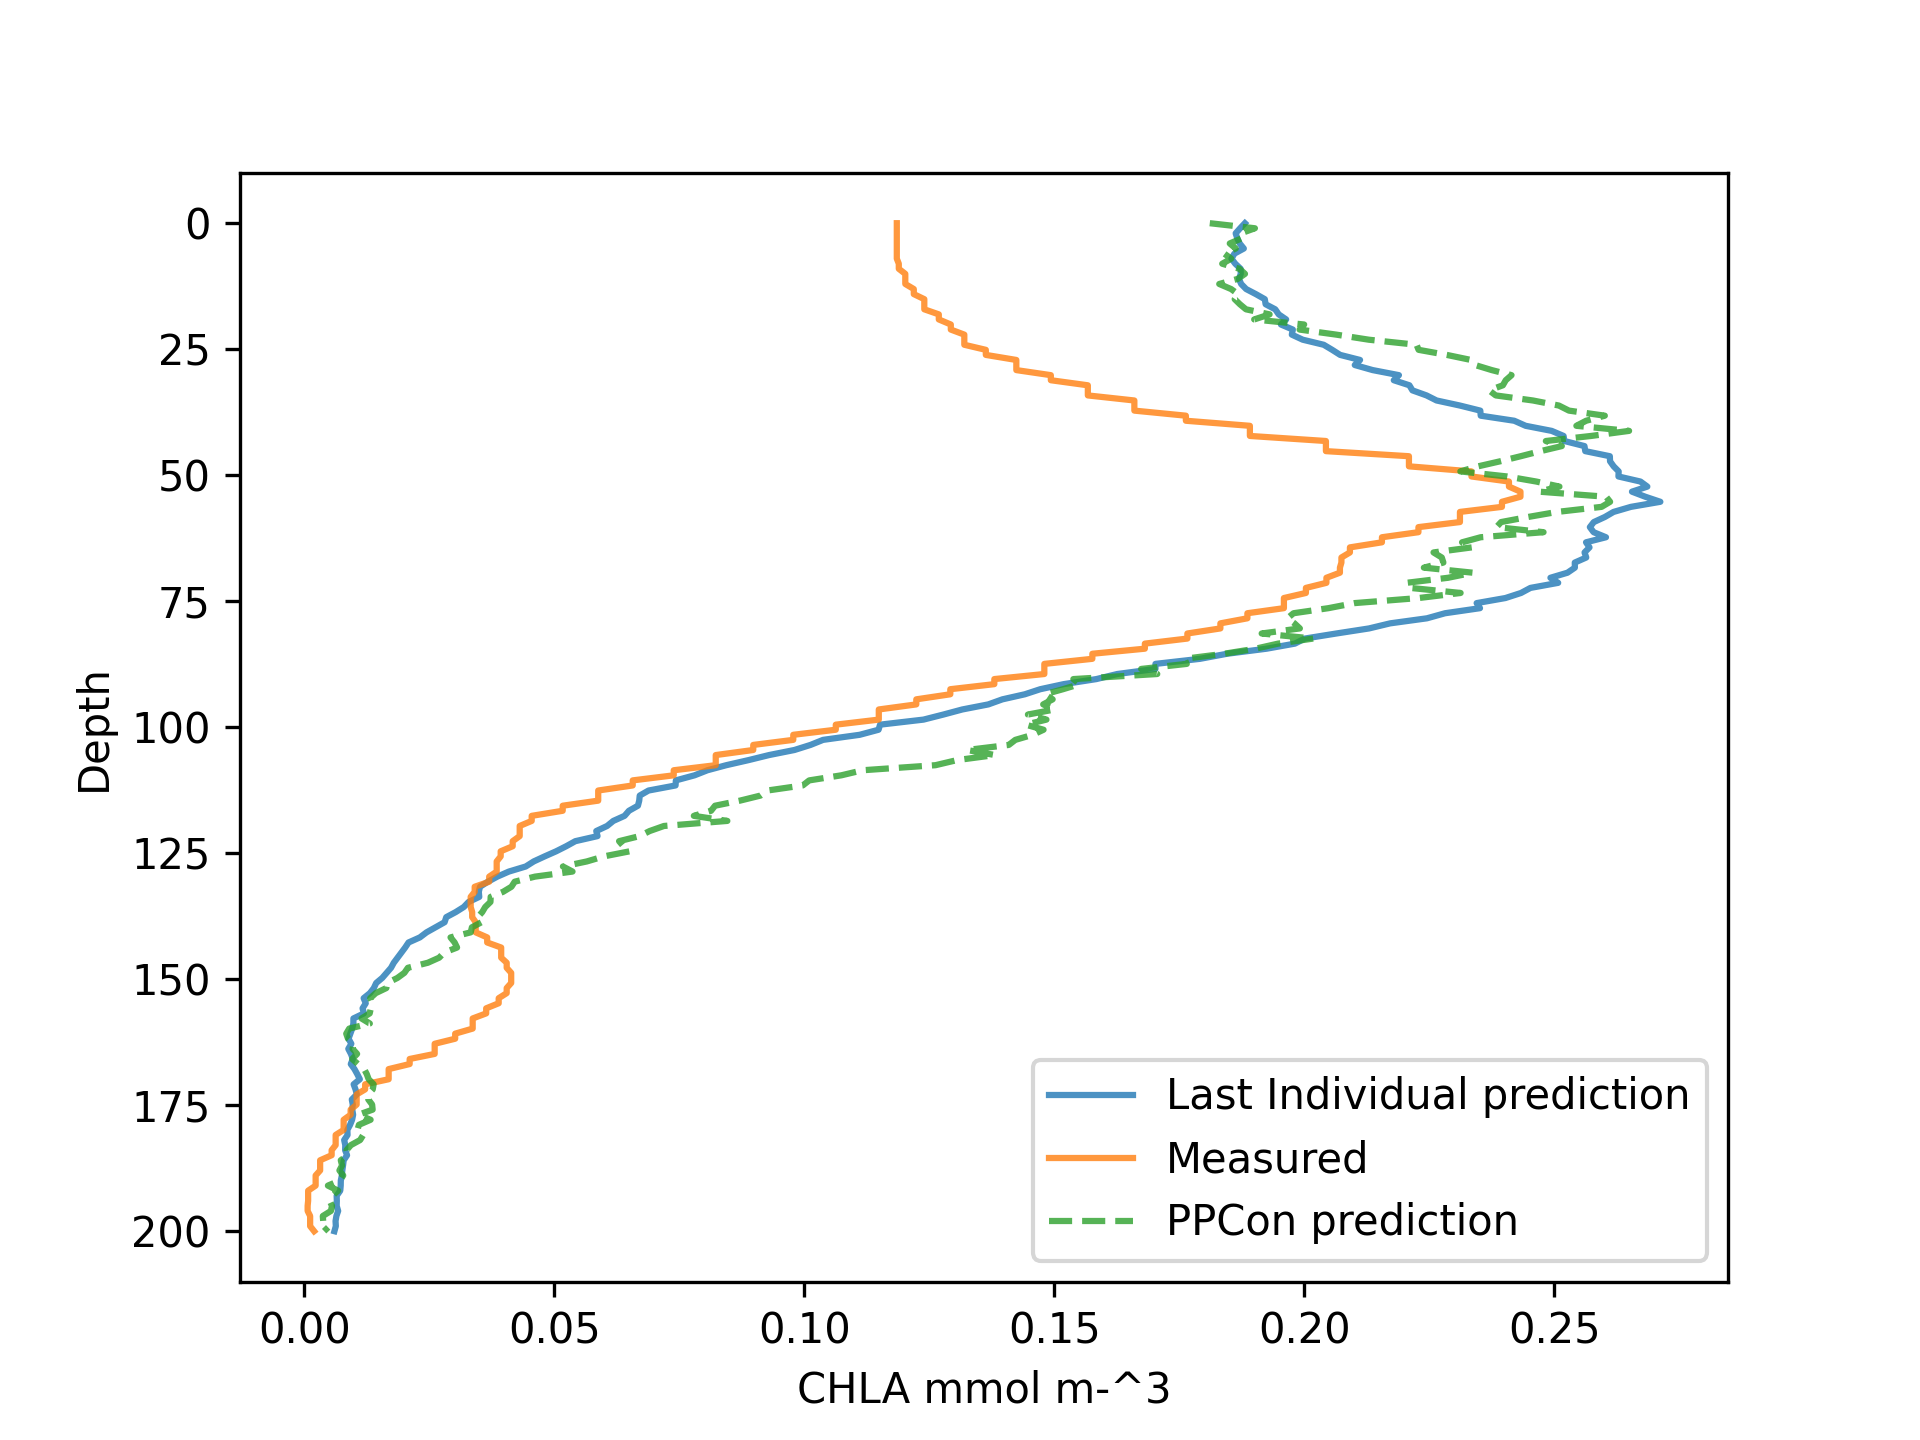 0
25
50
75
100
125
150
175
200
Depth
0.00 0.05 0.10 0.15 0.20 0.25
CHLA mmol m-^3
Last Individual prediction
Measured
PPCon prediction